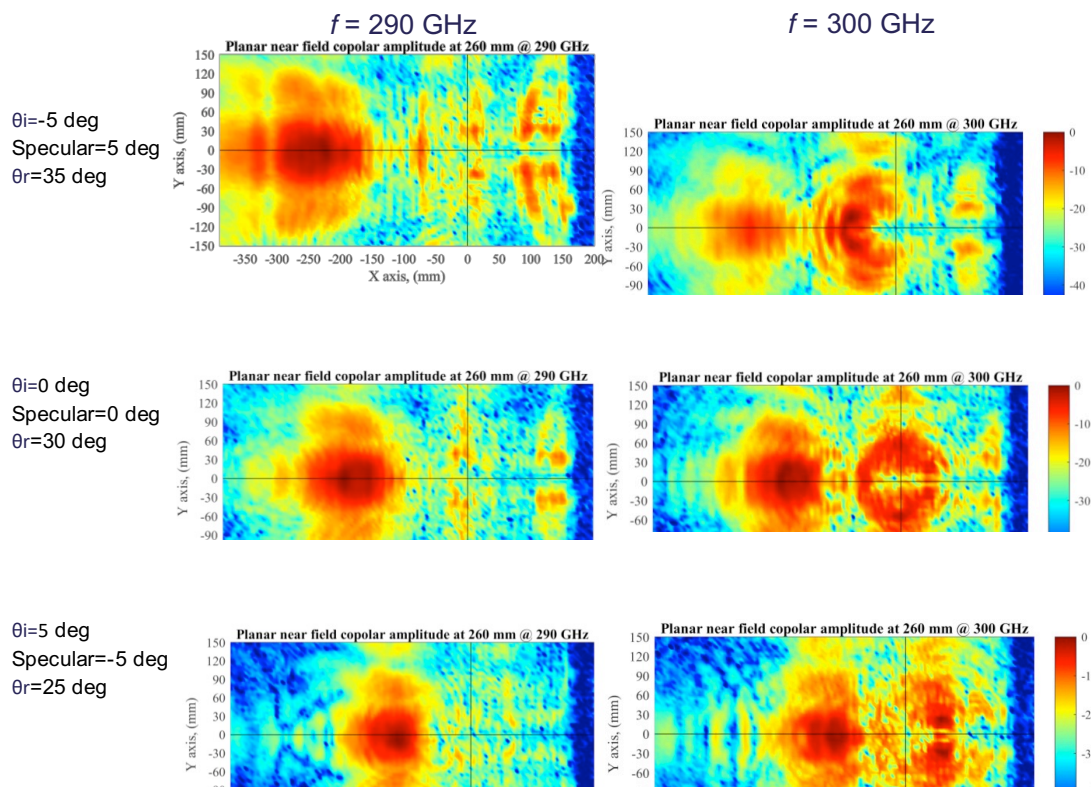 f = 290 GHz
f = 300 GHz
θi=-5 deg
Specular=5 deg
θr=35 deg
Planar near field copolar amplitude at 260 mm @ 290 GHz
Y axis, (mm)
150
120
90
60
30
0
-30
-60
-90
-120
-150
-350 -300 -250 -200 -150 -100 -50 0 50 100 150 200
X axis, (mm)
Planar near field copolar amplitude at 260 mm @ 300 GHz
Y axis, (mm)
150
120
90
60
30
0
-30
-60
-90
0
-10
-20
-30
-40
θi=0 deg
Specular=0 deg
θr=30 deg
Planar near field copolar amplitude at 260 mm @ 290 GHz
Y axis, (mm)
150
120
90
60
30
0
-30
-60
-90
Planar near field copolar amplitude at 260 mm @ 300 GHz
Y axis, (mm)
150
120
90
60
30
0
-30
-60
0
-10
-20
-30
θi=5 deg
Specular=-5 deg
θr=25 deg
Planar near field copolar amplitude at 260 mm @ 290 GHz
Y axis, (mm)
150
120
90
60
30
0
-30
-60
Planar near field copolar amplitude at 260 mm @ 300 GHz
Y axis, (mm)
150
120
90
60
30
0
-30
-60
0
-1
-2
-3